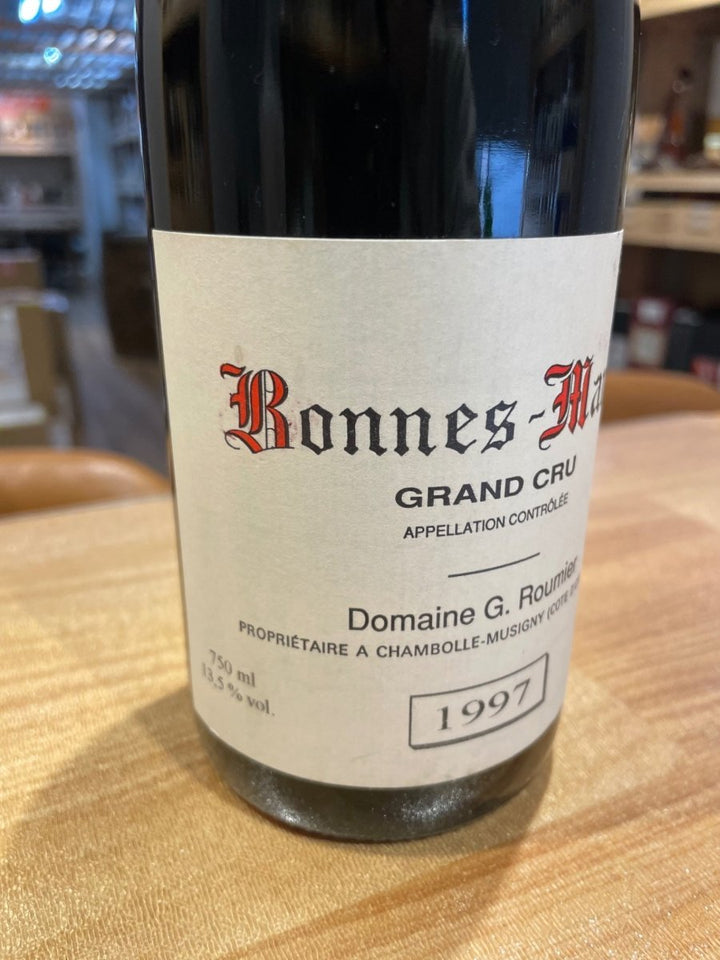 Bonnes-Ma
GRAND CRU
APPELLATION CONTRÔLÉE
Domaine G. Roumier
PROPRIÉTAIRE A CHAMBOLLE-MUSIGNY (COTE D'O
750 ml
13,5 % vol.
1997